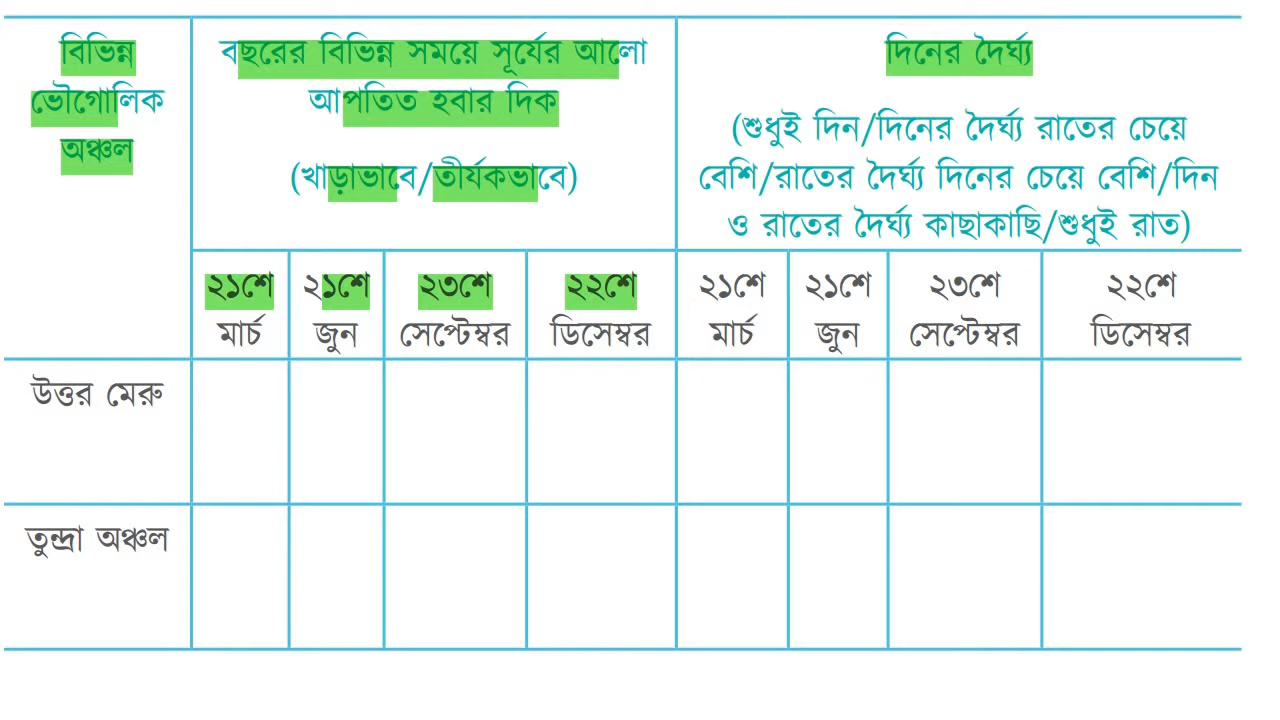 বিভিন্ন
ভৌগোলিক
অঞ্চল
বছরের বিভিন্ন সময়ে সূর্যের আলো
আপতিত হবার দিক
(খাড়াভাবে/তীর্যকভাবে)
দিনের দৈর্ঘ্য
(শুধুই দিন/দিনের দৈর্ঘ্য রাতের চেয়ে
বেশি/রাতের দৈর্ঘ্য দিনের চেয়ে বেশি/দিন
ও রাতের দৈর্ঘ্য কাছাকাছি/শুধুই রাত)
২১শে ২১শে ২৩শে ২২শে ২১শে ২১শে ২৩শে ২২শে
মার্চ জুন সেপ্টেম্বর ডিসেম্বর মার্চ জুন সেপ্টেম্বর ডিসেম্বর
উত্তর মেরু
তুন্দ্রা অঞ্চল